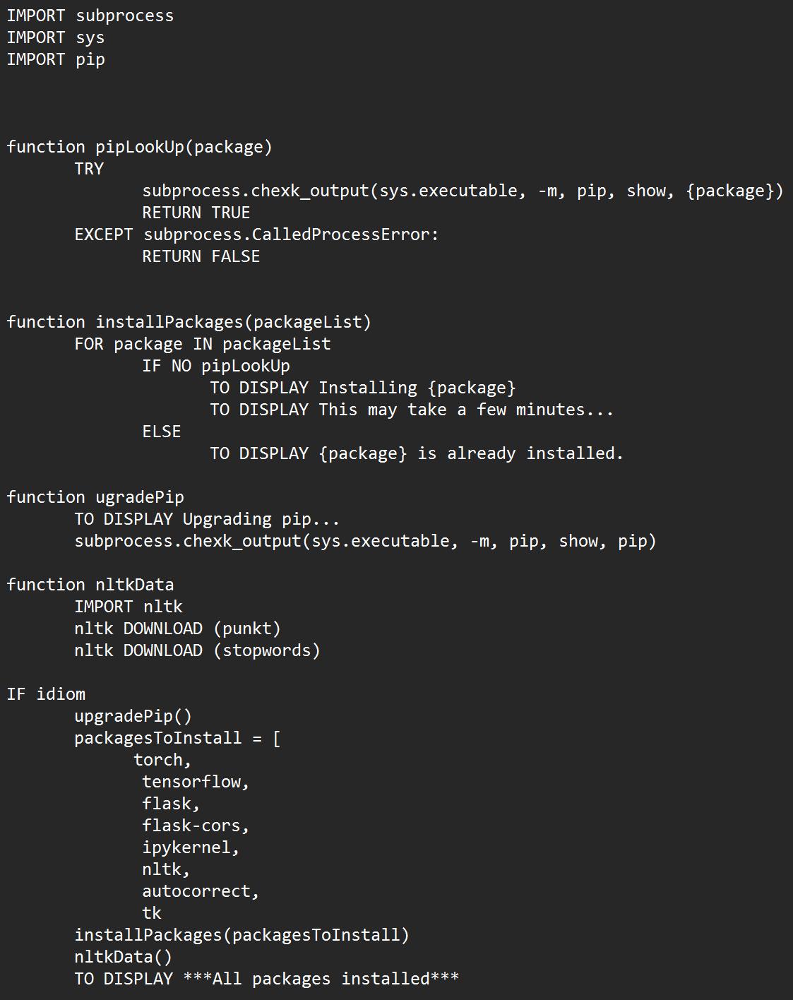 IMPORT subprocess
IMPORT sys
IMPORT pip
function pipLookUp(package)
TRY
subprocess.chexk_output(sys.executable, -m, pip, show, {package})
RETURN TRUE
EXCEPT subprocess.CalledProcessError:
RETURN FALSE
function installPackages(packageList)
FOR package IN packageList
IF NO pipLookUp
TO DISPLAY Installing {package}
TO DISPLAY This may take a few minutes...
ELSE
TO DISPLAY {package} is already installed.
function ugradePip
TO DISPLAY Upgrading pip...
subprocess.chexk_output(sys.executable, -m, pip, show, pip)
function nltkData
IMPORT nltk
nltk DOWNLOAD (punkt)
nltk DOWNLOAD (stopwords)
IF idiom
upgradePip()
packagesToInstall = [
torch,
tensorflow,
flask,
flask-cors,
ipykernel,
nltk,
autocorrect,
tk
installPackages(packagesToInstall)
nltkData()
TO DISPLAY ***All packages installed***